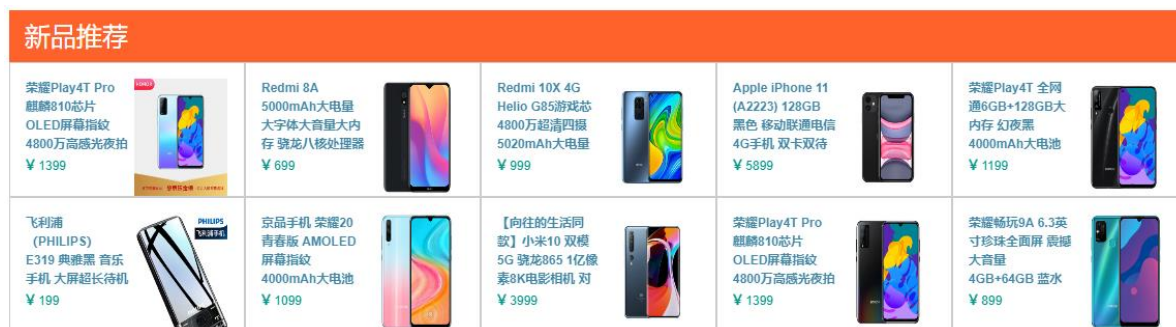 新品推荐
荣耀Play4T Pro
麒麟810芯片
OLED屏幕指纹
4800万高感光夜拍
¥ 1399
HONOR
Redmi 8A
5000mAh大电量
大字体大音量大内
存 骁龙八核处理器
¥ 699
Redmi 10X 4G
Helio G85游戏芯
4800万超清四摄
5020mAh大电量
¥ 999
Apple iPhone 11
(A2223) 128GB
黑色 移动联通电信
4G手机 双卡双待
¥ 5899
荣耀Play4T 全网
通6GB+128GB大
内存 幻夜黑
4000mAh大电池
¥ 1199
飞利浦
（PHILIPS）
E319 典雅黑 音乐
手机 大屏超长待机
¥ 199
PHILIPS
飞利浦手机
京品手机 荣耀20
青春版 AMOLED
屏幕指纹
4000mAh大电池
¥ 1099
【向往的生活同
款】小米10 双模
5G 骁龙865 1亿像
素8K电影相机 对
¥ 3999
荣耀Play4T Pro
麒麟810芯片
OLED屏幕指纹
4800万高感光夜拍
¥ 1399
荣耀畅玩9A 6.3英
寸珍珠全面屏 震撼
大音量
4GB+64GB 蓝水
¥ 899